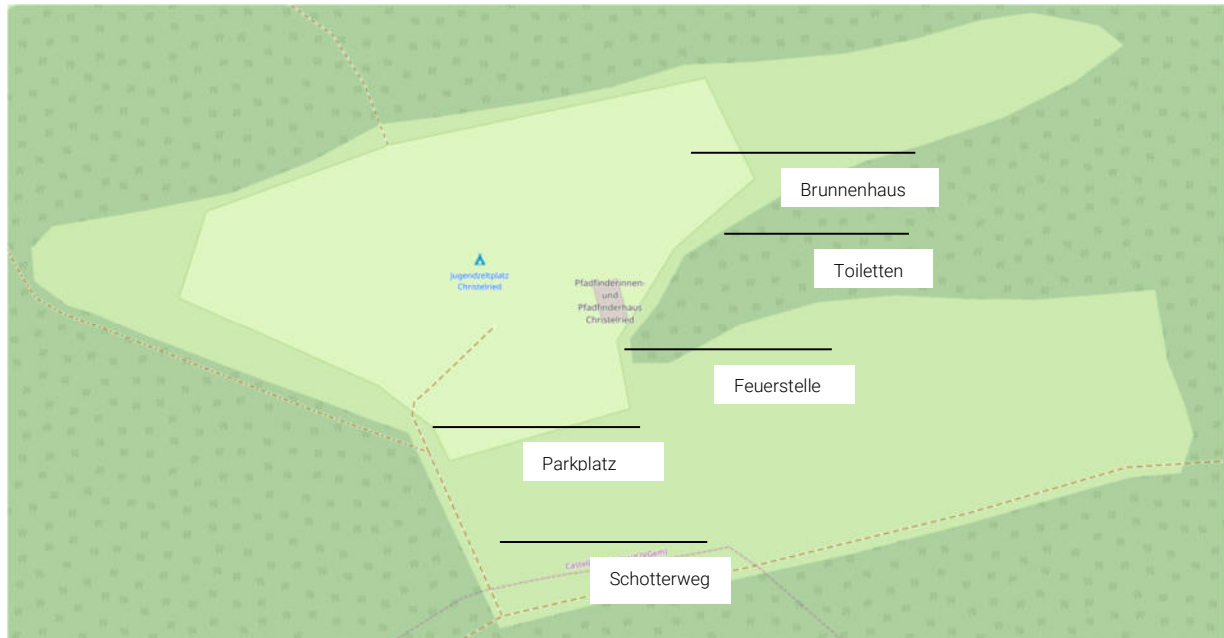 Brunnenhaus
Toiletten
Jugendzeltplatz
Christelried
Pfadfinderinnen-
und
Pfadfinderhaus
Christelried
Feuerstelle
Parkplatz
Schotterweg